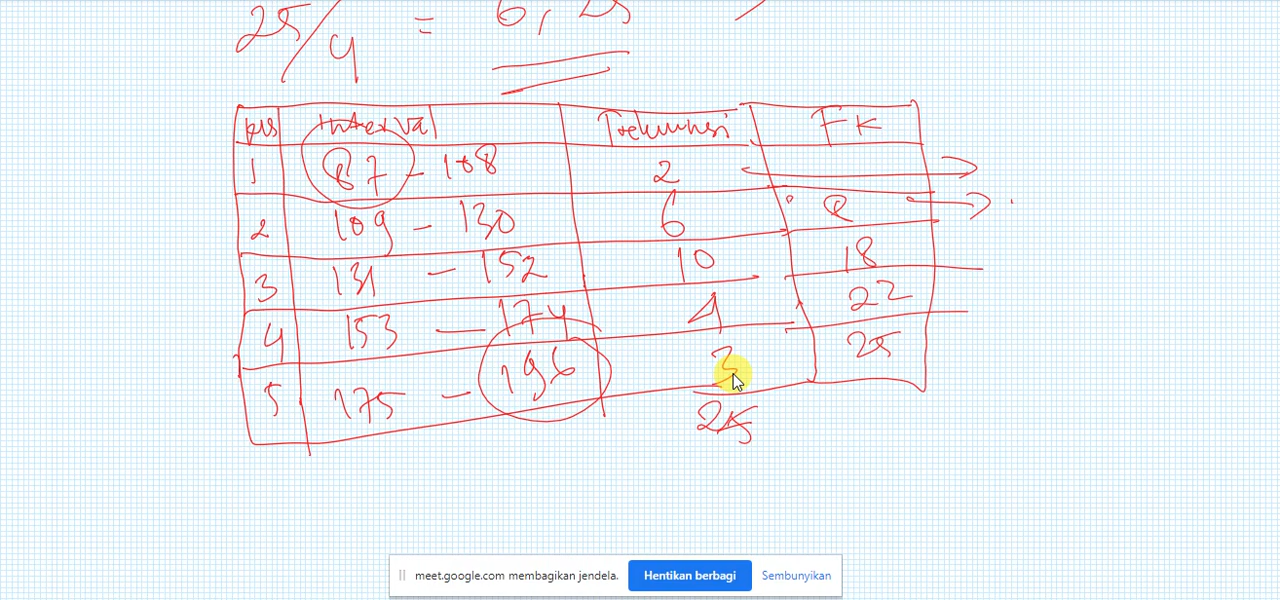 25/4 = 6,25
kls Interval Frekuensi FK
1 87 - 108 2
2 109 - 130 6 8
3 131 - 152 10 18
4 153 - 174 4 22
5 175 - 196 3 25
25
meet.google.com membagikan jendela. Hentikan berbagi Sembunyikan